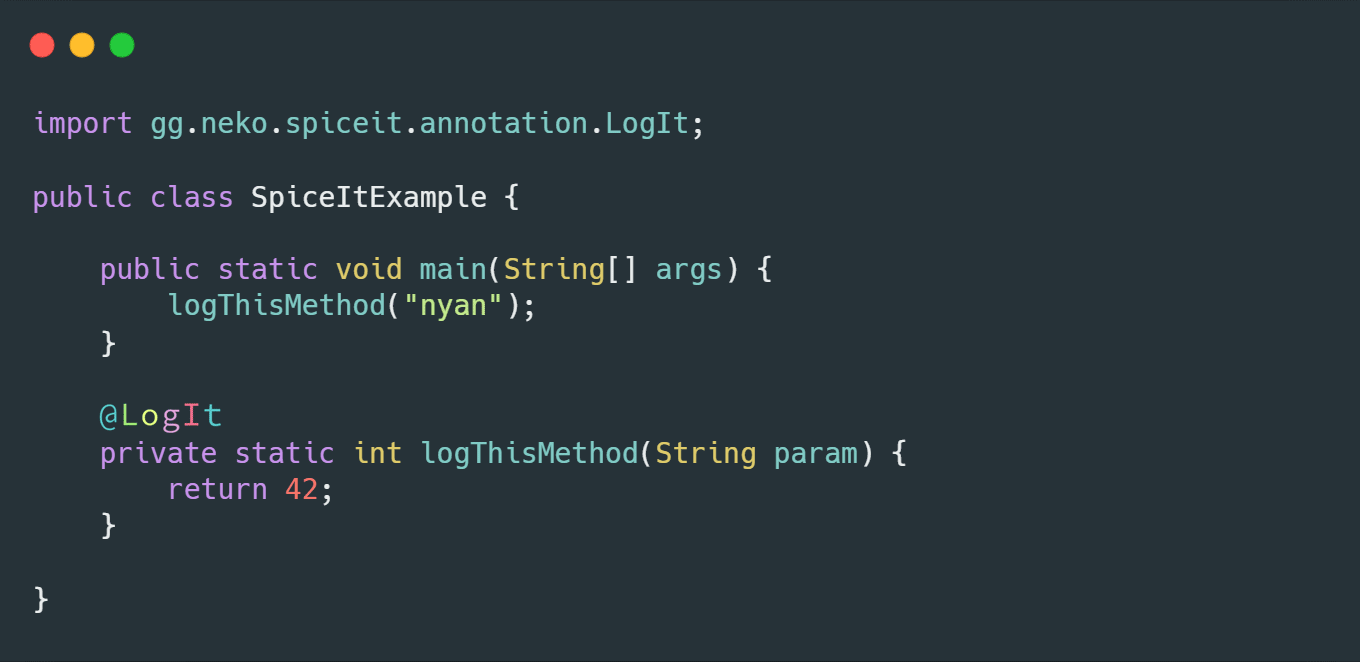 import gg.neko.spiceit.annotation.LogIt;
public class SpiceItExample {
public static void main(String[] args) {
logThisMethod("nyan");
}
@LogIt
private static int logThisMethod(String param) {
return 42;
}
}